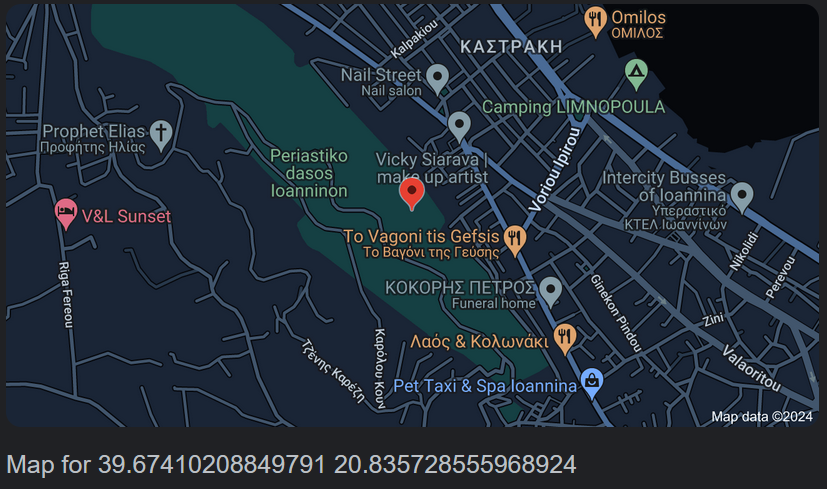 Omilos
ΟΜΙΛΟΣ
Kalpakiou
ΚΑΣΤΡΑΚΗ
Nail Street
Nail salon
Camping LIMNOPOULA
Prophet Elias
Προφήτης Ηλίας
Periastiko
dasos
Ioanninon
Vicky Siarava |
make up artist
Voriou Ipirou
Intercity Busses
of Ioannina
Υπεραστικό
ΚΤΕΛ Ιωαννίνων
V&L Sunset
To Vagoni tis Gefsis
Το Βαγόνι της Γεύσης
Nikolidi
Perevou
Riga Fereou
ΚΟΚΟΡΗΣ ΠΕΤΡΟΣ
Funeral home
Ginekon Pindou
Zini
Τζένης Καρέζη
Καρόλου Κουν
Λαός & Κολωνάκι
Valaoritou
Pet Taxi & Spa Ioannina
Map data ©2024
Map for 39.67410208849791 20.835728555968924